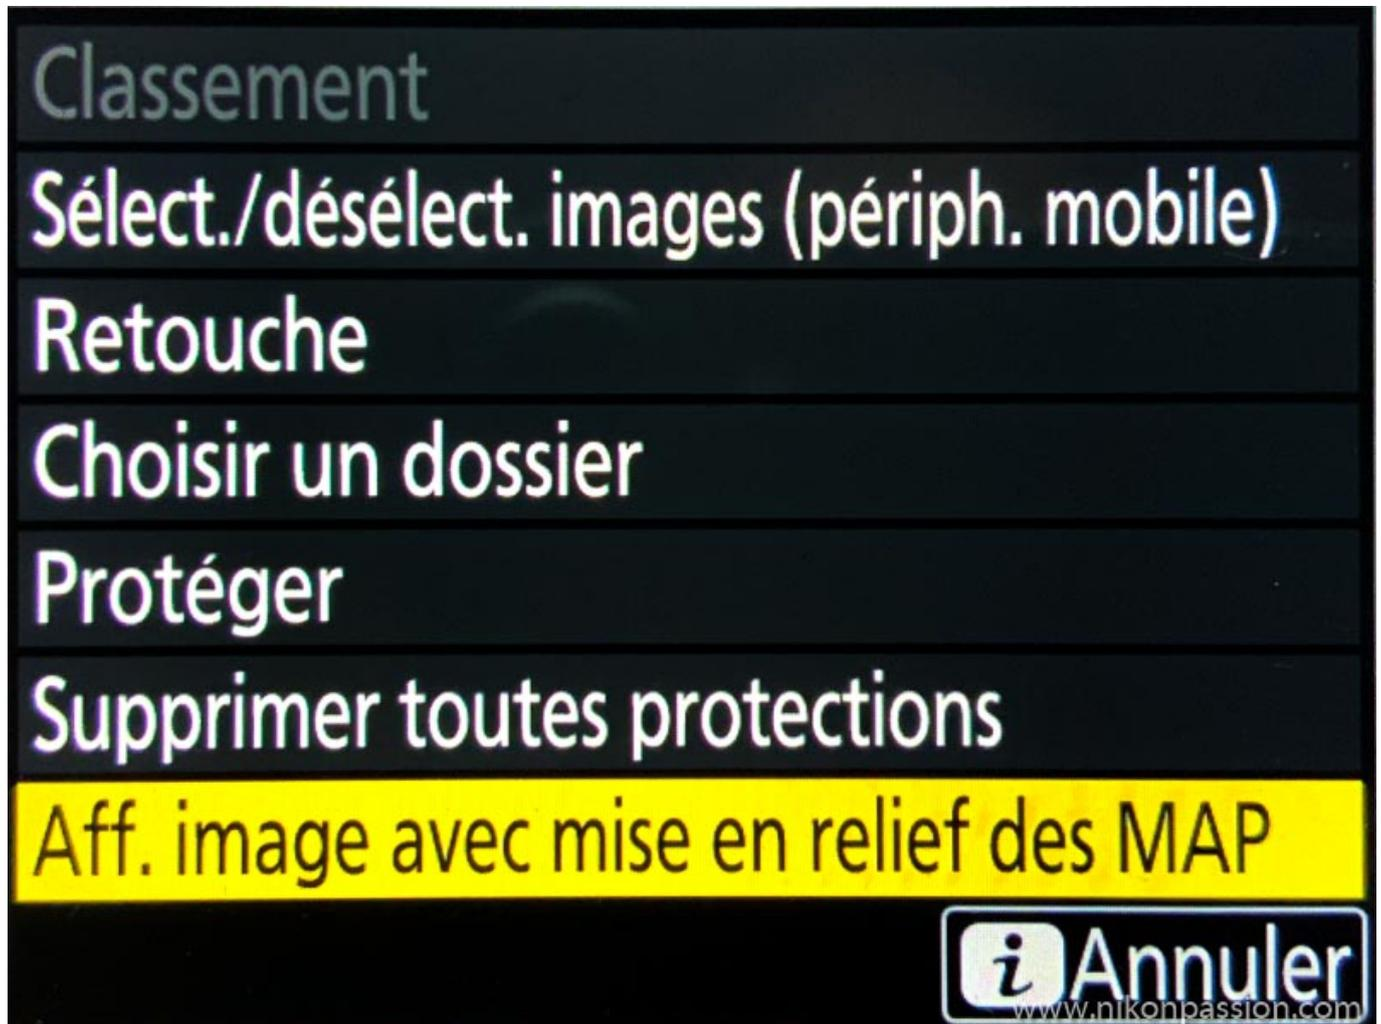 Classement
Sélect./désélect. images (périph. mobile)
Retouche
Choisir un dossier
Protéger
Supprimer toutes protections
Aff. image avec mise en relief des MAP
i Annuler
www.nikonpassion.com